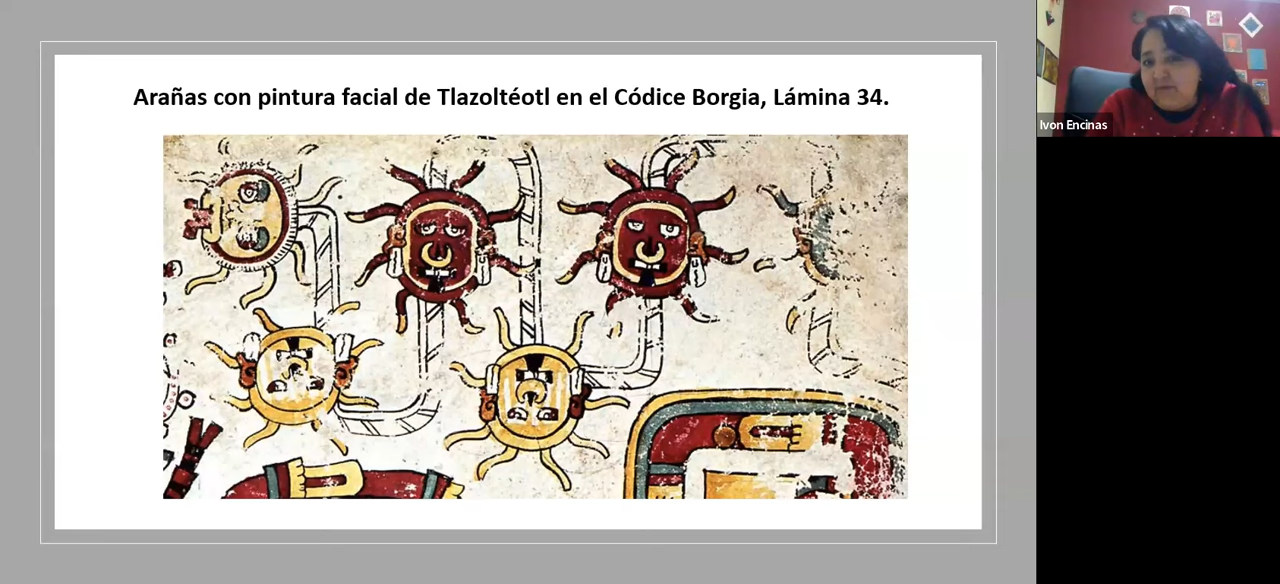 Arañas con pintura facial de Tlazoltéotl en el Códice Borgia, Lámina 34.
Ivon Encinas